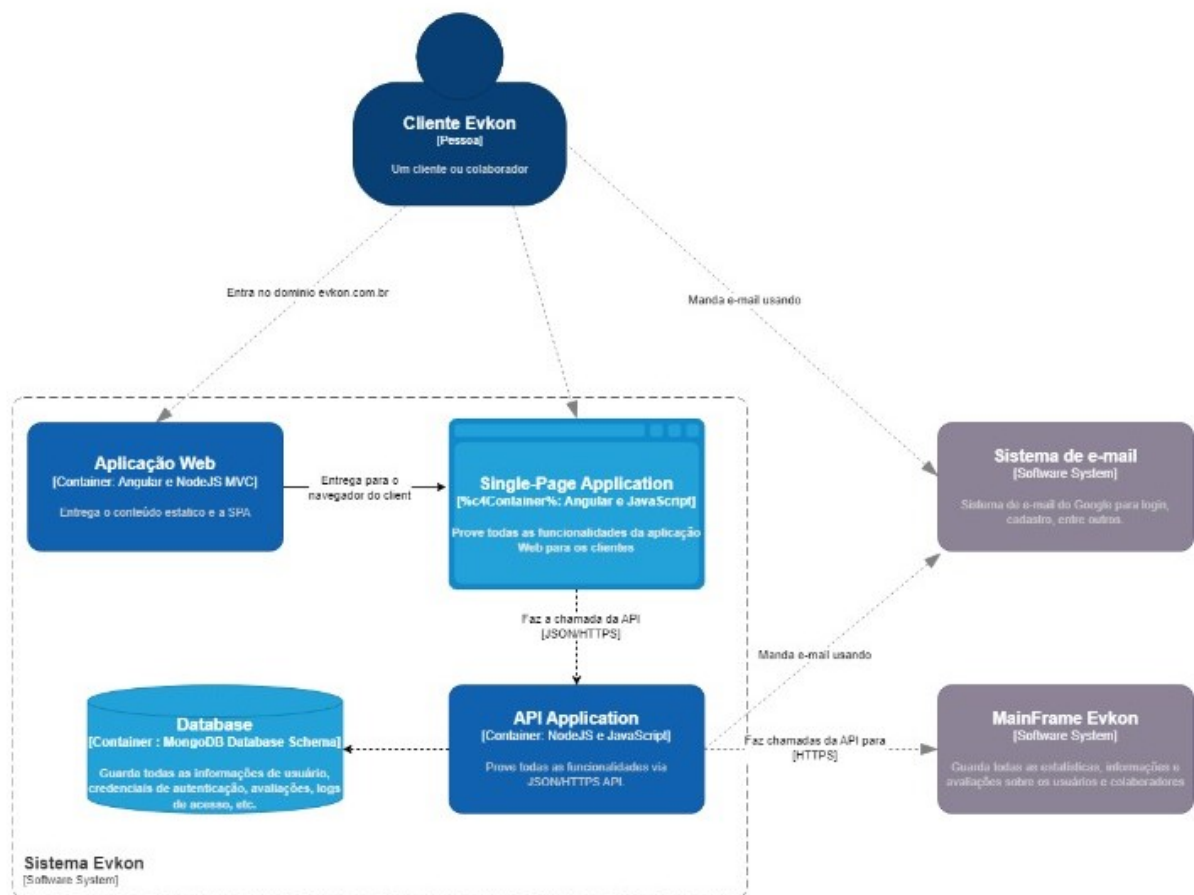 Cliente Evkon
[Pessoa]
Um cliente ou colaborador
Entra no dominio evkon.com.br
Manda e-mail usando
Aplicação Web
[Container: Angular e NodeJS MVC]
Entrega o conteúdo estatico e a SPA
Entrega para o
navegador do client
Single-Page Application
[%c4Container%: Angular e JavaScript]
Prove todas as funcionalidades da aplicação
Web para os clientes
Sistema de e-mail
[Software System]
Sistema de e-mail do Google para login,
cadastro, entre outros.
Faz a chamada da API
[JSON/HTTPS]
Manda e-mail usando
Database
[Container : MongoDB Database Schema]
Guarda todas as informações de usuário,
credenciais de autenticação, avaliações, logs
de acesso, etc.
API Application
[Container: NodeJS e JavaScript]
Prove todas as funcionalidades via
JSON/HTTPS API.
Faz chamadas da API para
[HTTPS]
MainFrame Evkon
[Software System]
Guarda todas as estatísticas, informações e
avaliações sobre os usuários e colaboradores
Sistema Evkon
[Software System]